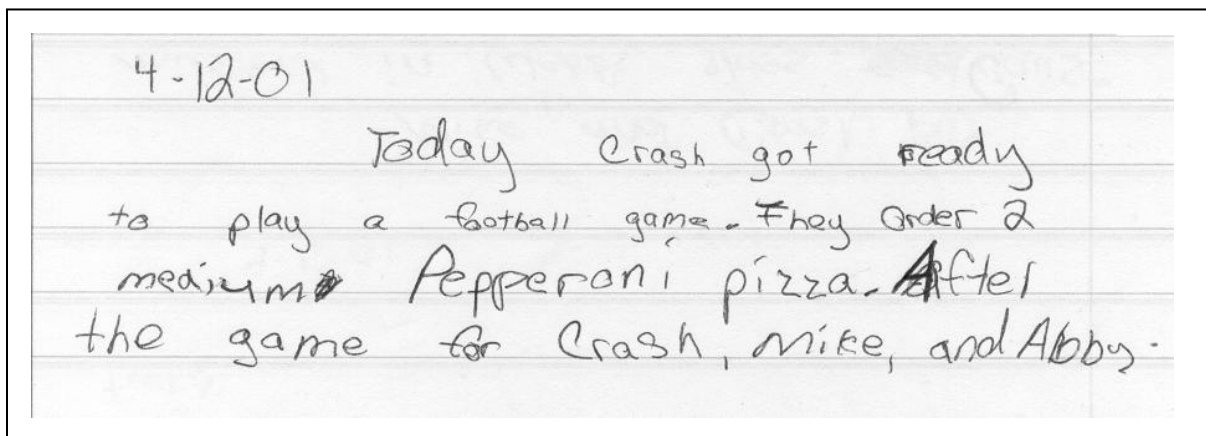 4-12-01
Today Crash got ready
to play a football game. They order 2
medium Pepperoni pizza. After
the game for Crash, Mike, and Abby.